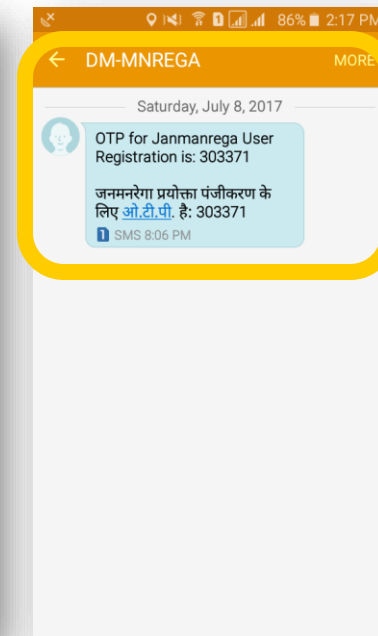 86% 2:17 PM
DM-MNREGA MORE
Saturday, July 8, 2017
OTP for Janmanrega User
Registration is: 303371
जनमनरेगा प्रयोक्ता पंजीकरण के
लिए ओ.टी.पी. है: 303371
1 SMS 8:06 PM